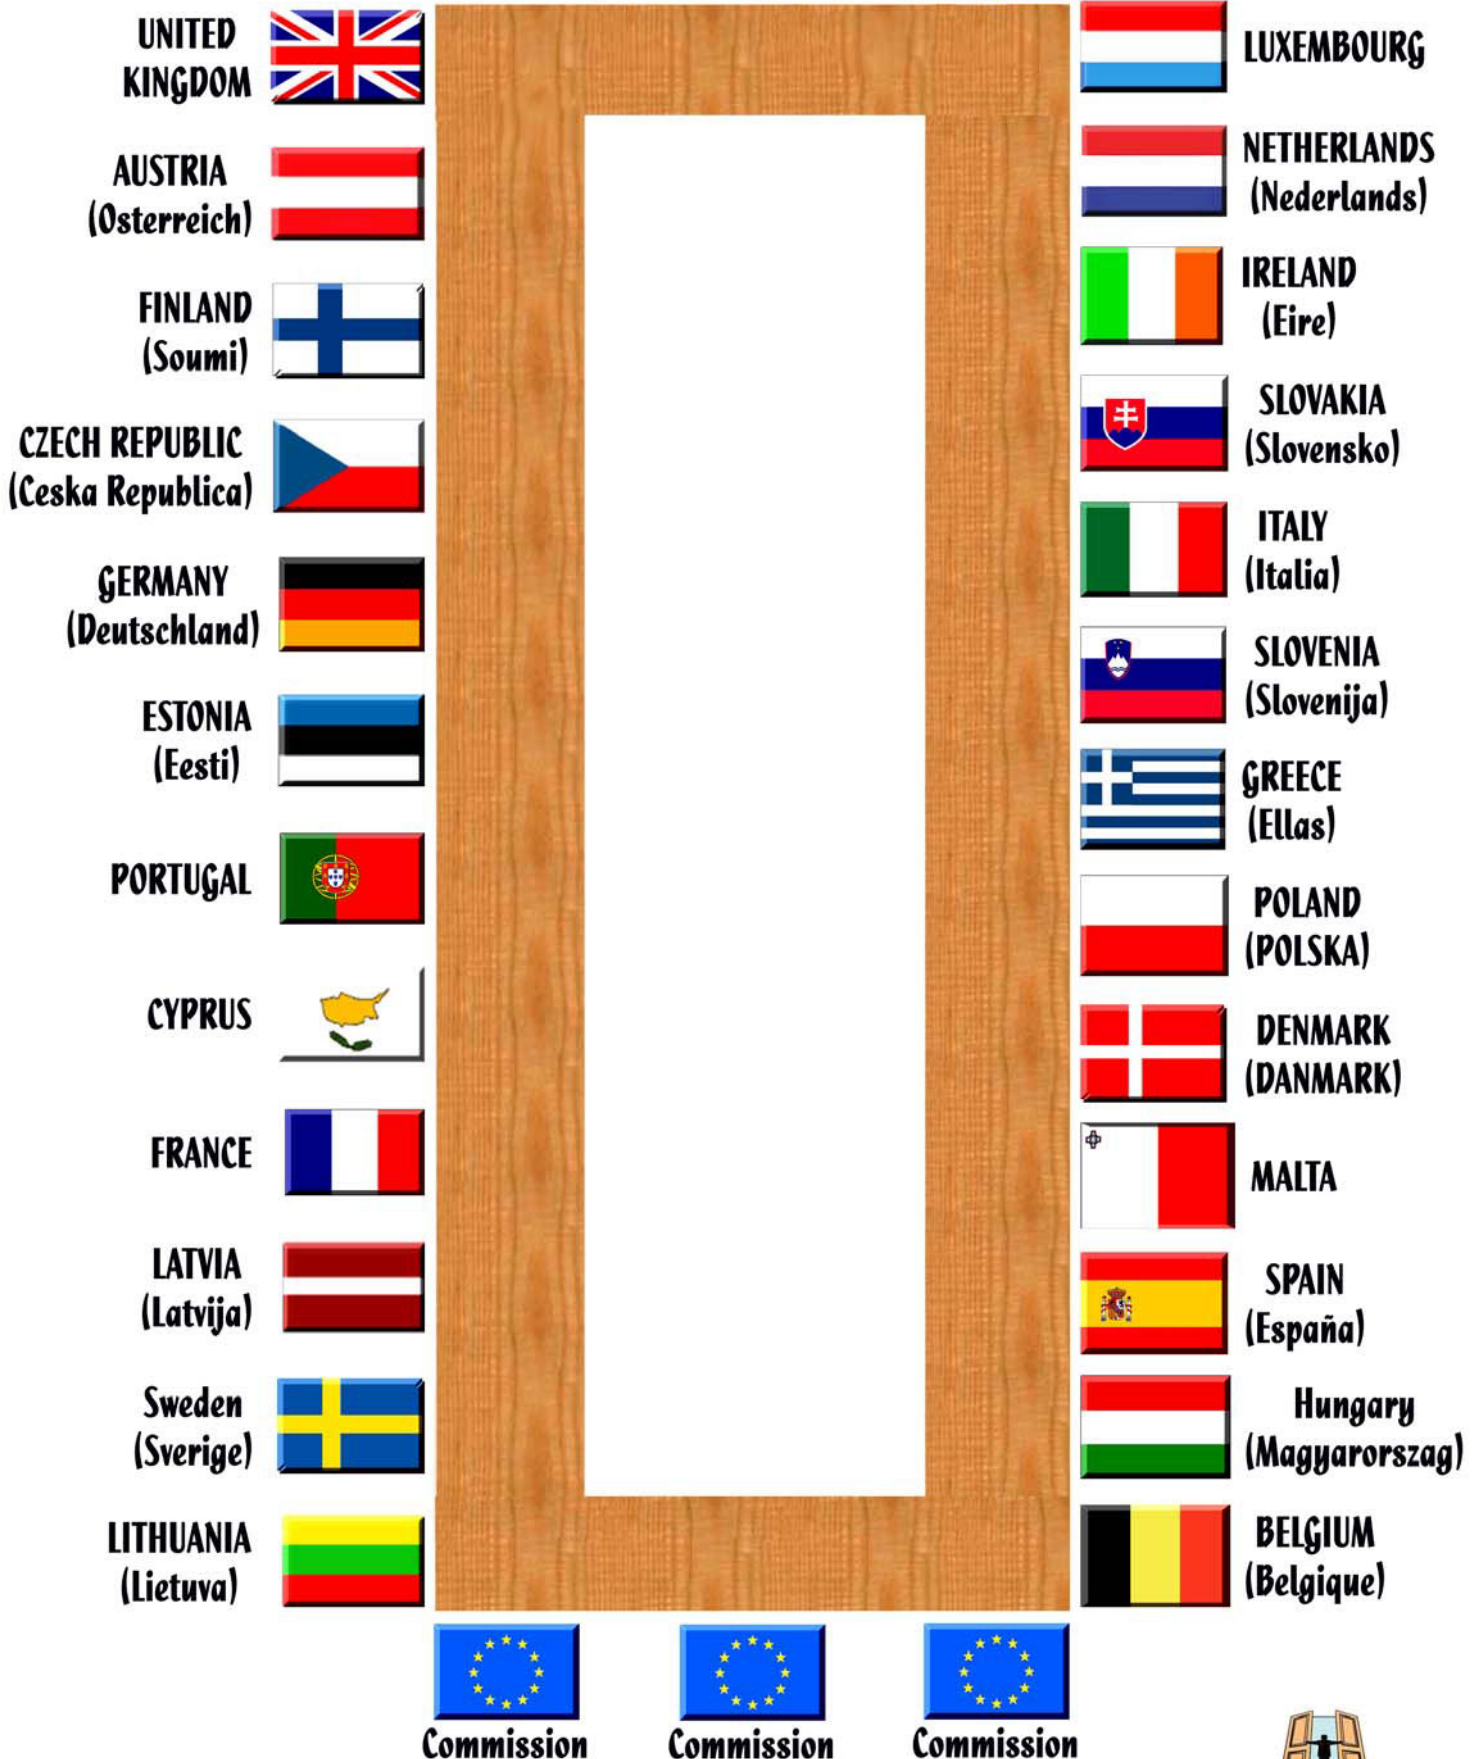 UNITED
KINGDOM
AUSTRIA
(Osterreich)
FINLAND
(Soumi)
CZECH REPUBLIC
(Ceska Republica)
GERMANY
(Deutschland)
ESTONIA
(Eesti)
PORTUGAL
CYPRUS
FRANCE
LATVIA
(Latvija)
Sweden
(Sverige)
LITHUANIA
(Lietuva)
LUXEMBOURG
NETHERLANDS
(Nederlands)
IRELAND
(Eire)
SLOVAKIA
(Slovensko)
ITALY
(Italia)
SLOVENIA
(Slovenija)
GREECE
(Ellas)
POLAND
(POLSKA)
DENMARK
(DANMARK)
MALTA
SPAIN
(España)
Hungary
(Magyarorszag)
BELGIUM
(Belgique)
Commission
Commission
Commission